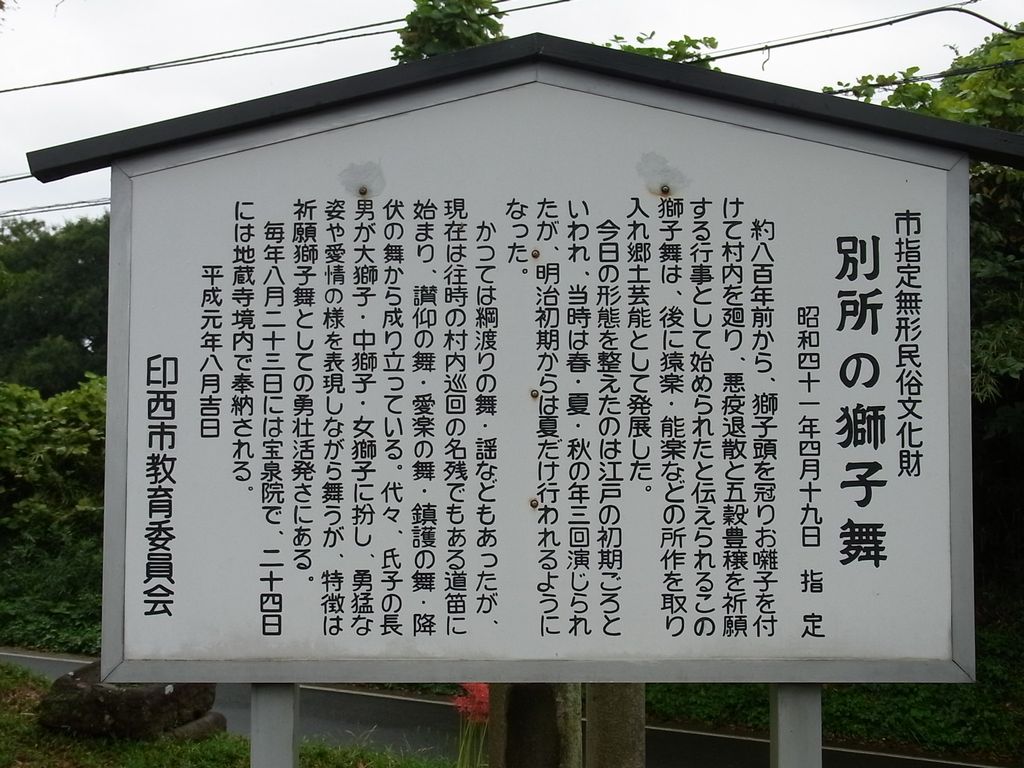 市指定無形民俗文化財
別所の獅子舞
昭和四十一年四月十九日　指　定
約八百年前から、獅子頭を冠りお囃子を付
けて村内を廻り、悪疫退散と五穀豊穣を祈願
する行事として始められたと伝えられるこの
獅子舞は、後に猿楽・能楽などの所作を取り
入れ郷土芸能として発展した。
今日の形態を整えたのは江戸の初期ごろと
いわれ、当時は春・夏・秋の年三回演じられ
たが、明治初期からは夏だけ行われるように
なった。
かつては綱渡りの舞・謡などもあったが、
現在は往時の村内巡回の名残でもある道笛に
始まり、讃仰の舞・愛楽の舞・鎮護の舞・降
伏の舞から成り立っている。代々、氏子の長
男が大獅子・中獅子・女獅子に扮し、勇猛な
姿や愛情の様を表現しながら舞うが、特徴は
祈願獅子舞としての勇壮活発さにある。
毎年八月二十三日には宝泉院で、二十四日
には地蔵寺境内で奉納される。
平成元年八月吉日
印西市教育委員会